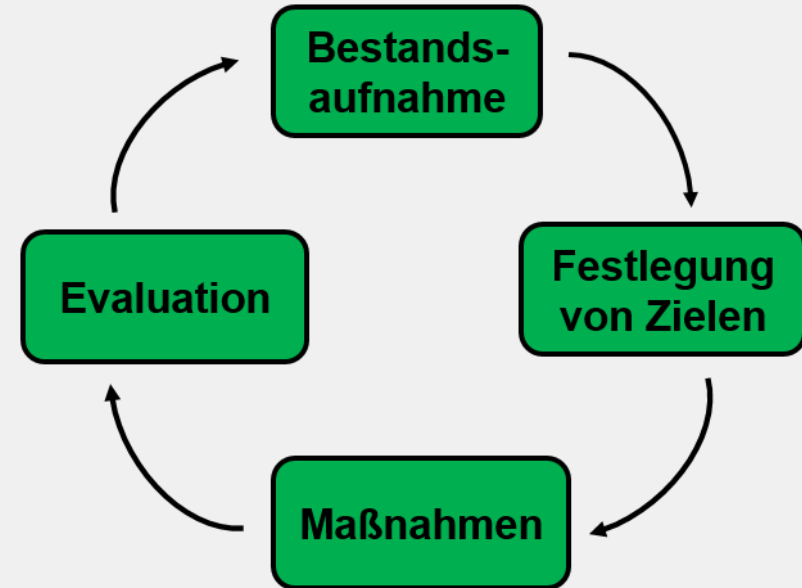 Bestands-
aufnahme
Festlegung
von Zielen
Maßnahmen
Evaluation